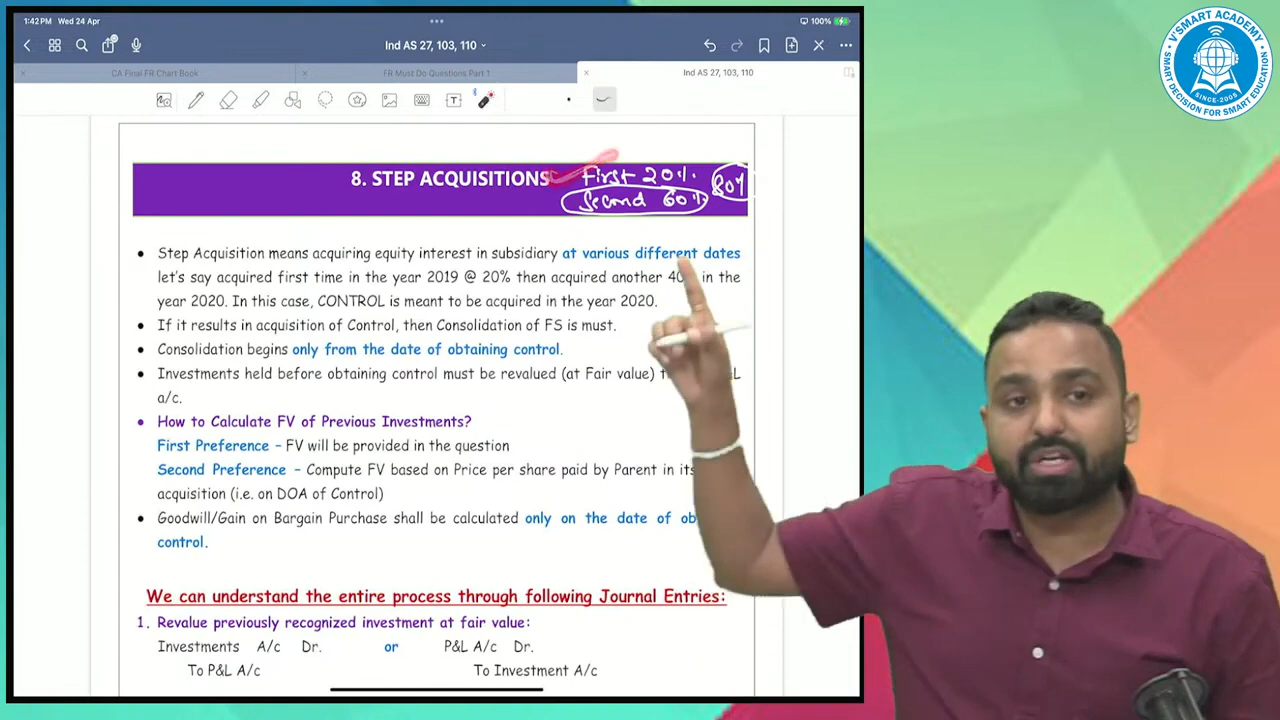 1:42 PM Wed 24 Apr
100%
Ind AS 27, 103, 110
CA Final FR Chart Book
FR Must Do Questions Part 1
Ind AS 27, 103, 110
V'SMART ACADEMY
SMART DECISION FOR SMART EDUCATION
SINCE-2005
8. STEP ACQUISITIONS
First 20%
Second 60%
80%
• Step Acquisition means acquiring equity interest in subsidiary at various different dates
let's say acquired first time in the year 2019 @ 20% then acquired another 40% in the
year 2020. In this case, CONTROL is meant to be acquired in the year 2020.
• If it results in acquisition of Control, then Consolidation of FS is must.
• Consolidation begins only from the date of obtaining control.
• Investments held before obtaining control must be revalued (at Fair value)
a/c.
• How to Calculate FV of Previous Investments?
First Preference – FV will be provided in the question
Second Preference – Compute FV based on Price per share paid by Parent in its
acquisition (i.e. on DOA of Control)
• Goodwill/Gain on Bargain Purchase shall be calculated only on the date of
control.
We can understand the entire process through following Journal Entries:
1. Revalue previously recognized investment at fair value:
Investments A/c Dr. or P&L A/c Dr.
To P&L A/c To Investment A/c